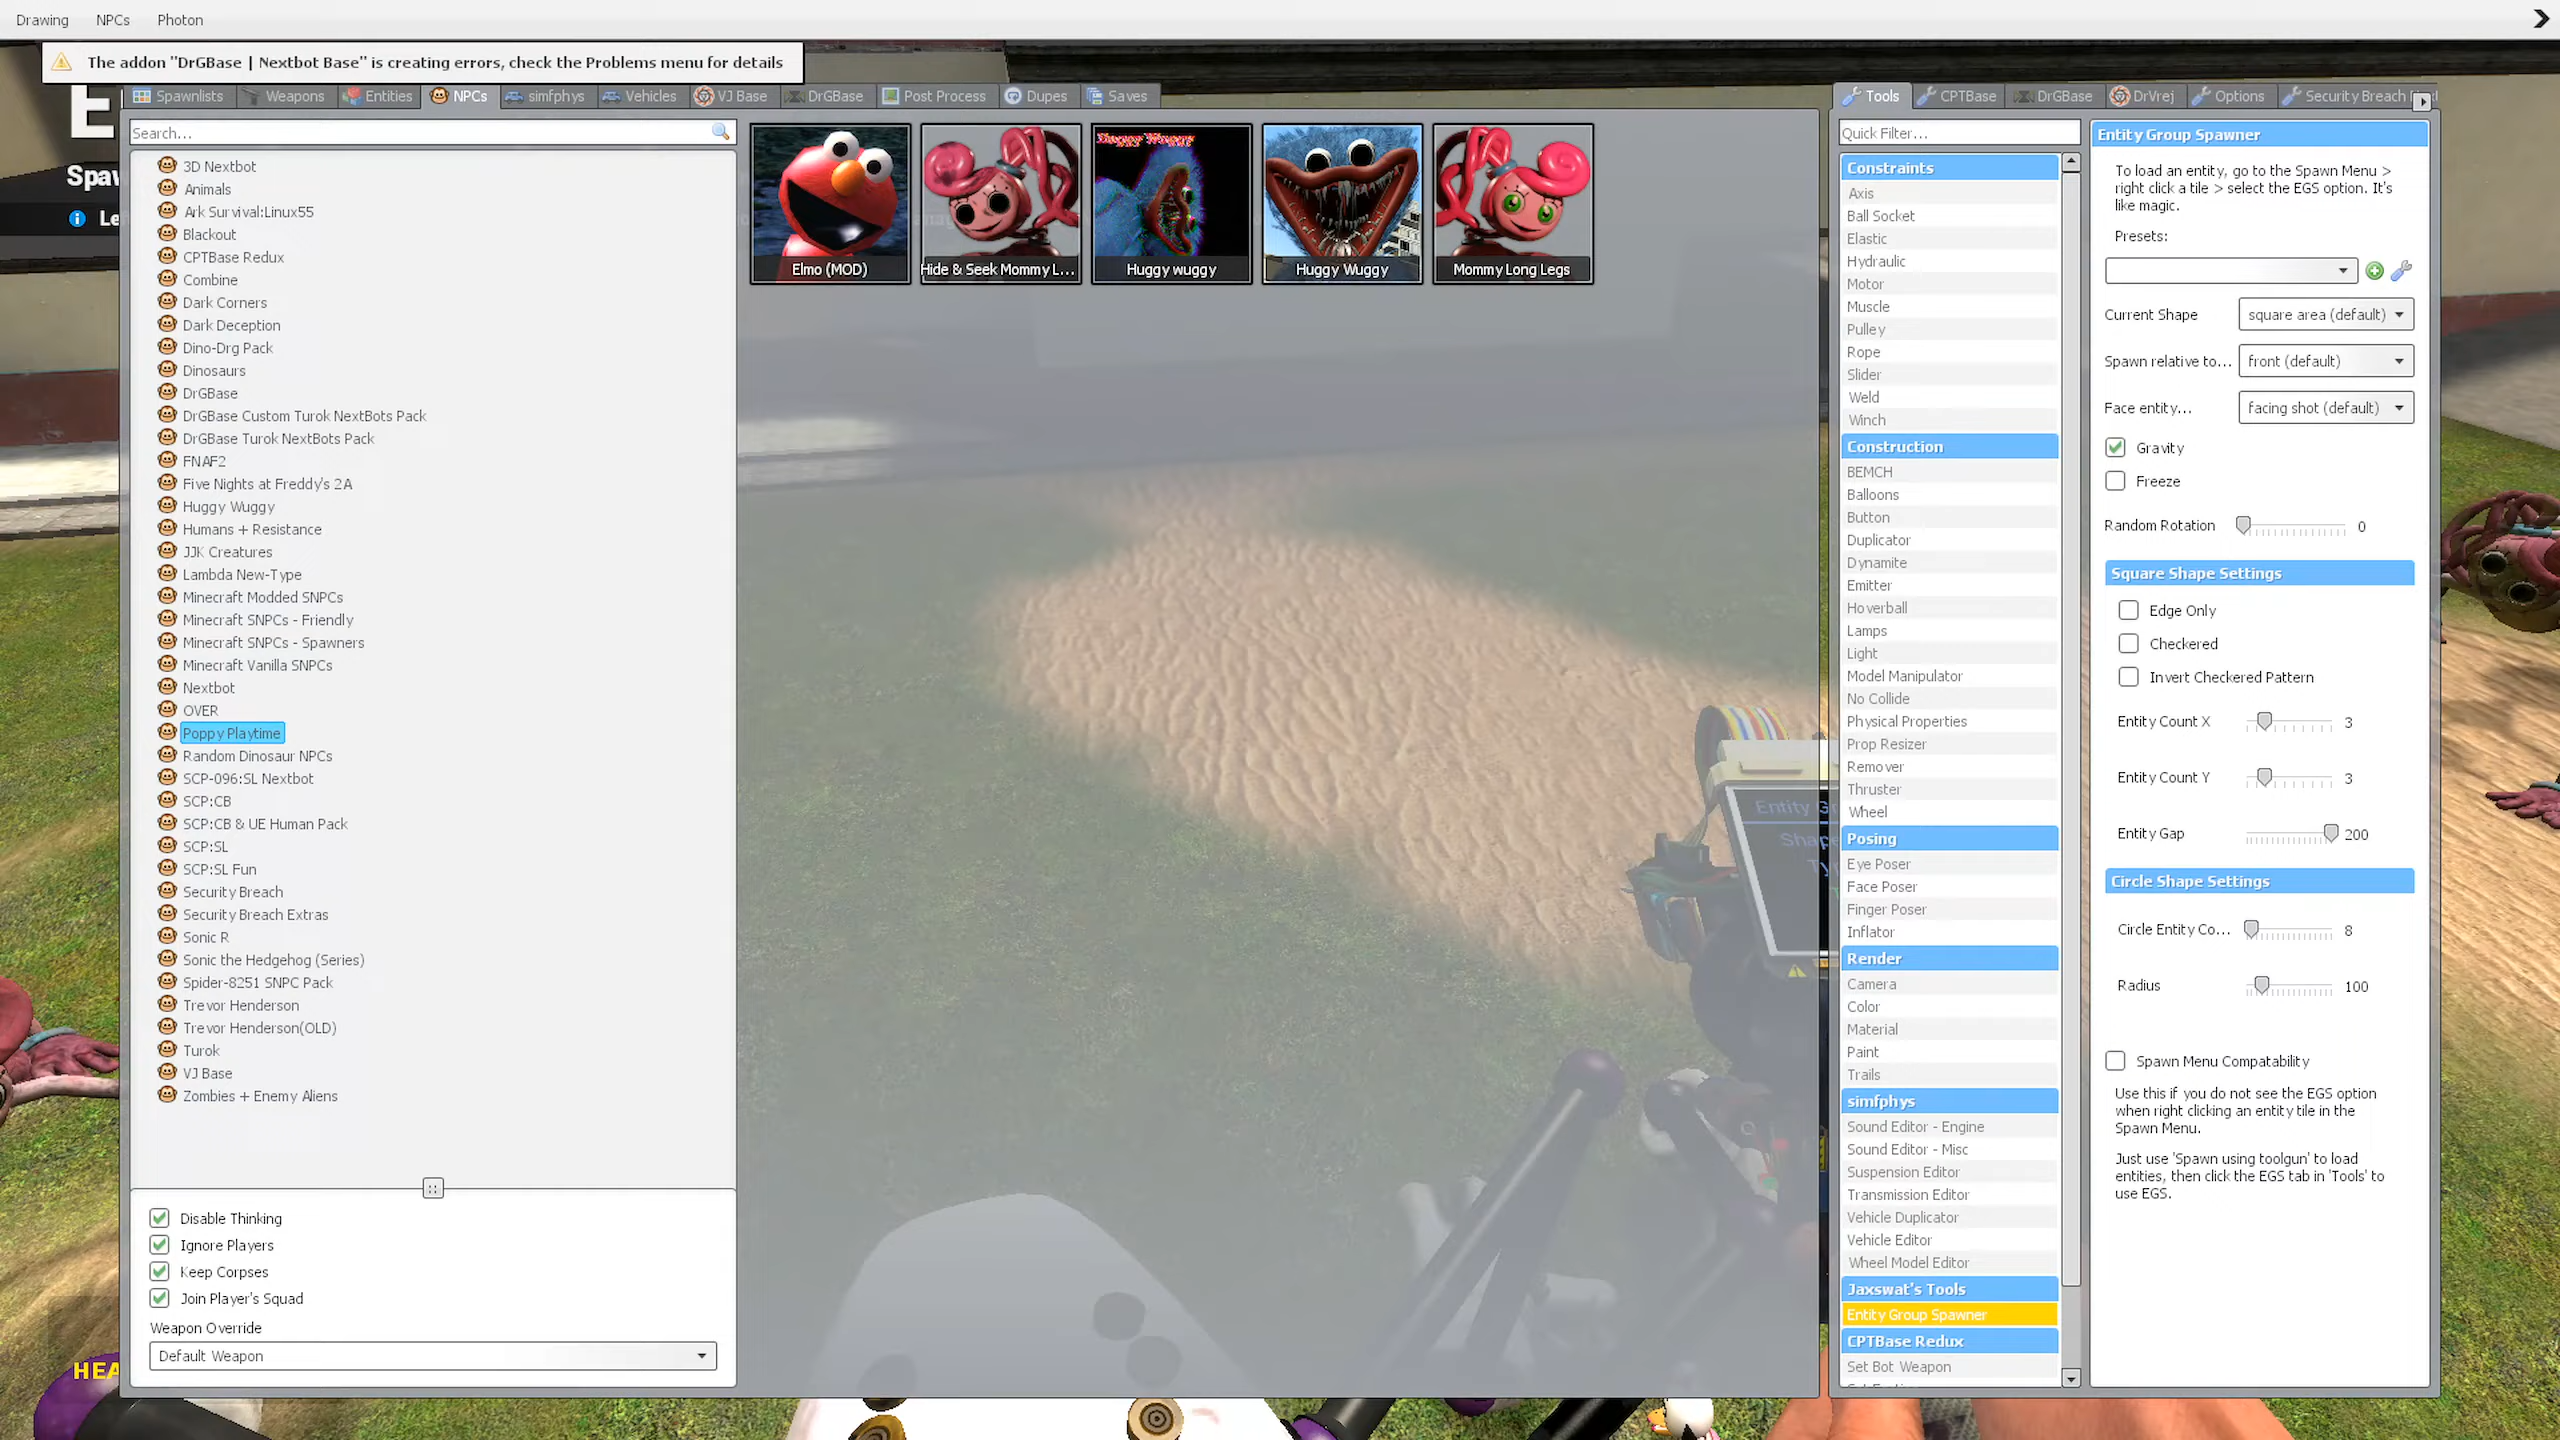 Drawing NPCs Photon
The addon "DrGBase | Nextbot Base" is creating errors, check the Problems menu for details
Spawnlists Weapons Entities NPCs simfphys Vehicles VJ Base DrGBase Post Process Dupes Saves
Search...
3D Nextbot
Animals
Ark Survival:Linux55
Blackout
CPTBase Redux
Combine
Dark Corners
Dark Deception
Dino-Drg Pack
Dinosaurs
DrGBase
DrGBase Custom Turok NextBots Pack
DrGBase Turok NextBots Pack
FNAF2
Five Nights at Freddy's 2A
Huggy Wuggy
Humans + Resistance
JJK Creatures
Lambda New-Type
Minecraft Modded SNPCs
Minecraft SNPCs - Friendly
Minecraft SNPCs - Spawners
Minecraft Vanilla SNPCs
Nextbot
OVER
Poppy Playtime
Random Dinosaur NPCs
SCP-096:SL Nextbot
SCP:CB
SCP:CB & UE Human Pack
SCP:SL
SCP:SL Fun
Security Breach
Security Breach Extras
Sonic R
Sonic the Hedgehog (Series)
Spider-8251 SNPC Pack
Trevor Henderson
Trevor Henderson(OLD)
Turok
VJ Base
Zombies + Enemy Aliens
Disable Thinking
Ignore Players
Keep Corpses
Join Player's Squad
Weapon Override
Default Weapon
Elmo (MOD)
Hide & Seek Mommy L...
Huggy Wuggy
Huggy wuggy
Huggy Wuggy
Mommy Long Legs
Tools CPTBase DrGBase DrVrej Options Security Breach
Quick Filter...
Constraints
Axis
Ball Socket
Elastic
Hydraulic
Motor
Muscle
Pulley
Rope
Slider
Weld
Winch
Construction
BEMCH
Balloons
Button
Duplicator
Dynamite
Emitter
Hoverball
Lamps
Light
Model Manipulator
No Collide
Physical Properties
Prop Resizer
Remover
Thruster
Wheel
Posing
Eye Poser
Face Poser
Finger Poser
Inflator
Render
Camera
Color
Material
Paint
Trails
simfphys
Sound Editor - Engine
Sound Editor - Misc
Suspension Editor
Transmission Editor
Vehicle Duplicator
Vehicle Editor
Wheel Model Editor
Jaxswat's Tools
Entity Group Spawner
CPTBase Redux
Set Bot Weapon
Entity Group Spawner
To load an entity, go to the Spawn Menu >
right click a tile > select the EGS option. It's
like magic.
Presets:
Current Shape square area (default)
Spawn relative to... front (default)
Face entity... facing shot (default)
Gravity
Freeze
Random Rotation 0
Square Shape Settings
Edge Only
Checkered
Invert Checkered Pattern
Entity Count X 3
Entity Count Y 3
Entity Gap 200
Circle Shape Settings
Circle Entity Co... 8
Radius 100
Spawn Menu Compatability
Use this if you do not see the EGS option
when right clicking an entity tile in the
Spawn Menu.
Just use 'Spawn using toolgun' to load
entities, then click the EGS tab in 'Tools' to
use EGS.